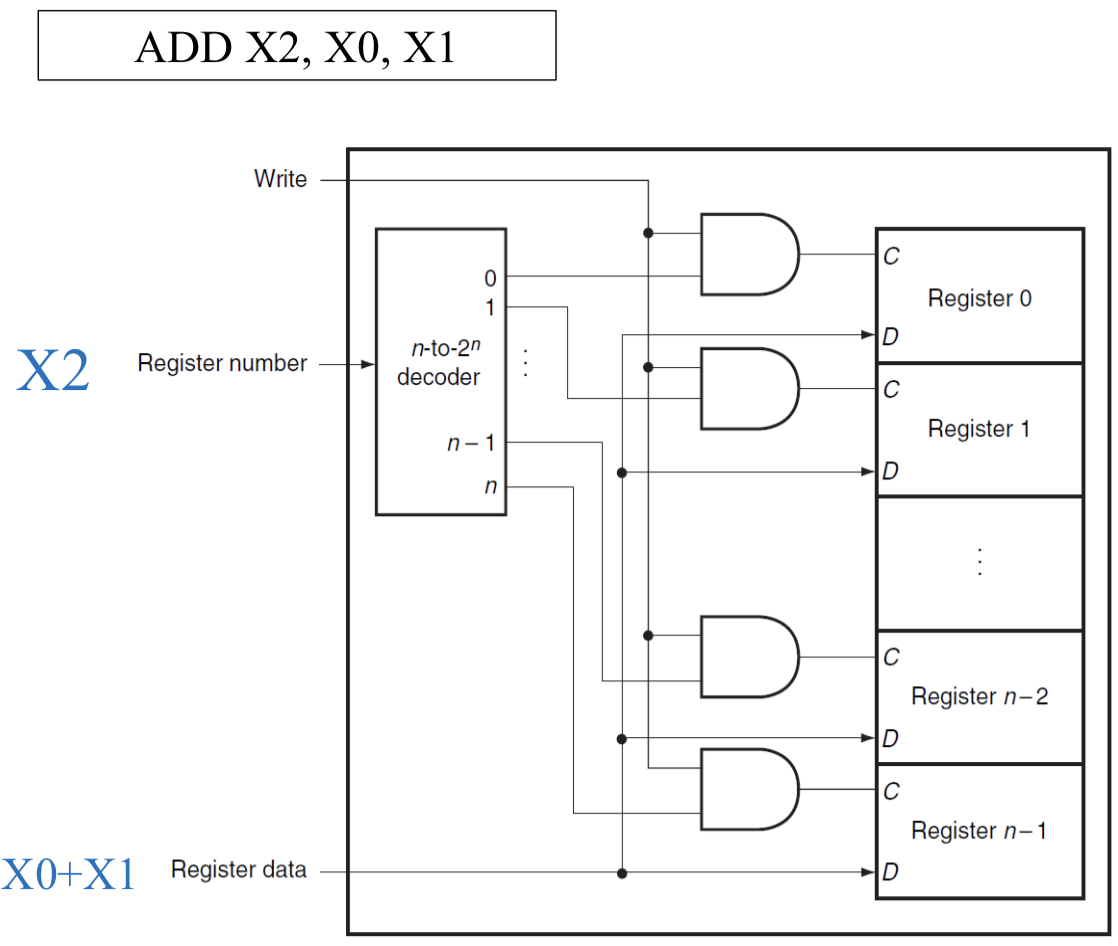 ADD X2, X0, X1
Write
0
1
n-to-2ⁿ
decoder
⋮
n – 1
n
X2
Register number
X0+X1
Register data
C
Register 0
D
C
Register 1
D
⋮
C
Register n – 2
D
C
Register n – 1
D